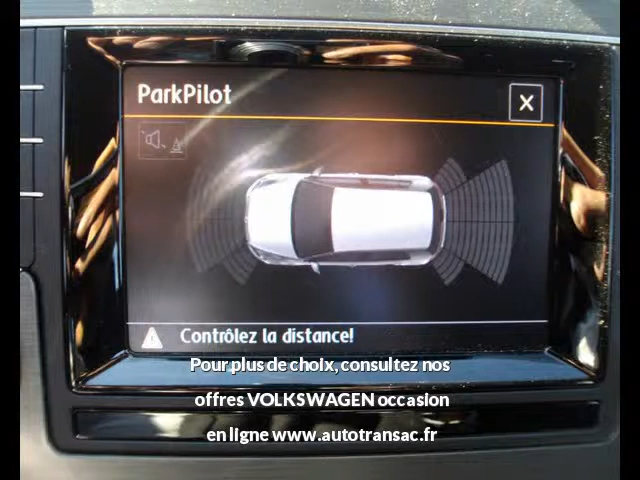 ParkPilot
X
Contrôlez la distance!
Pour plus de choix, consultez nos
offres VOLKSWAGEN occasion
en ligne www.autotransac.fr